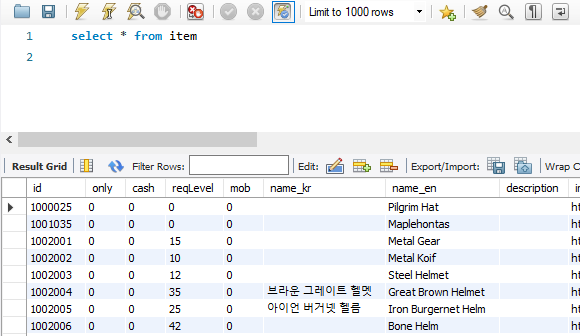 Limit to 1000 rows
1 select * from item
2
Result Grid Filter Rows: Edit: Export/Import: Wrap C
id only cash reqLevel mob name_kr name_en description in
1000025 0 0 0 0 Pilgrim Hat ht
1001035 0 0 0 0 Maplehontas ht
1002001 0 0 15 0 Metal Gear ht
1002002 0 0 10 0 Metal Koif ht
1002003 0 0 12 0 Steel Helmet ht
1002004 0 0 35 0 브라운 그레이트 헬멧 Great Brown Helmet ht
1002005 0 0 25 0 아이언 버거넷 헬름 Iron Burgernet Helm ht
1002006 0 0 42 0 Bone Helm ht